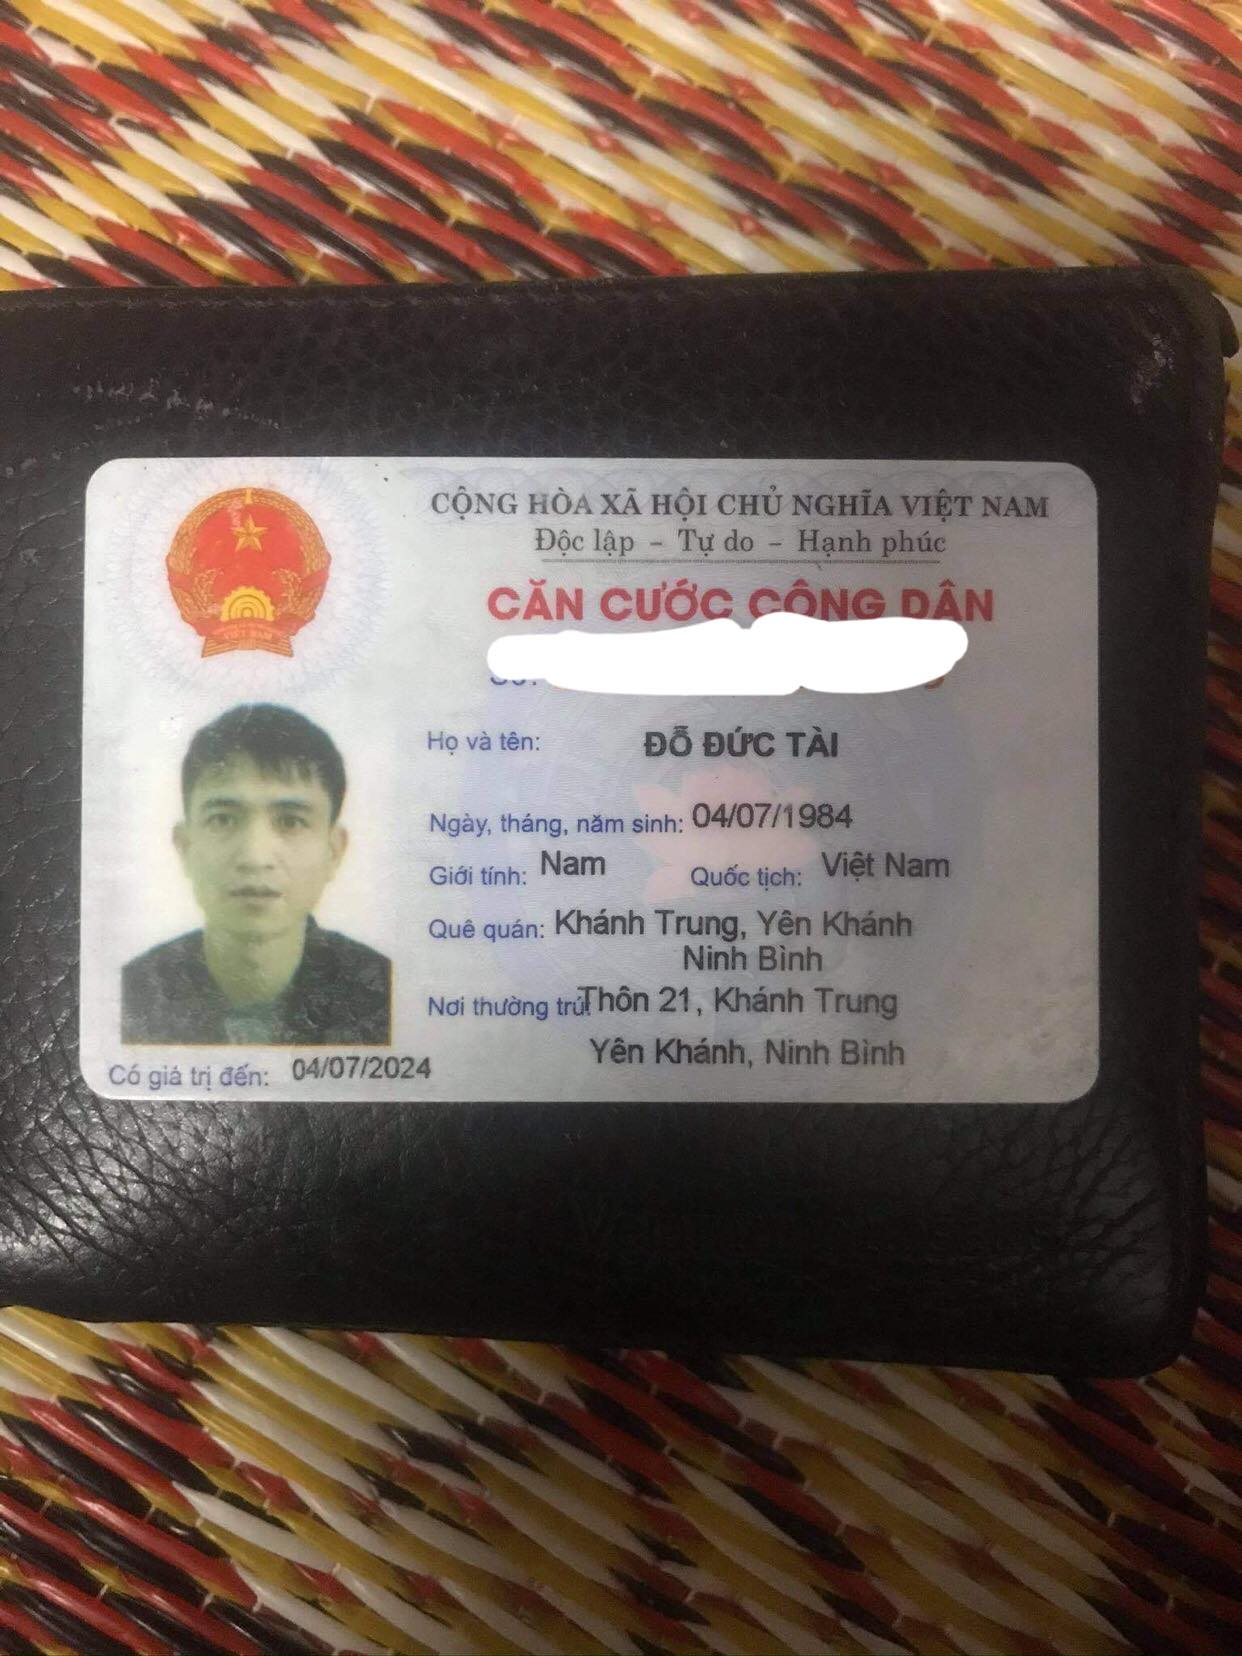 CỘNG HÒA XÃ HỘI CHỦ NGHĨA VIỆT NAM
Độc lập - Tự do - Hạnh phúc
CĂN CƯỚC CÔNG DÂN
Họ và tên: ĐỖ ĐỨC TÀI
Ngày, tháng, năm sinh: 04/07/1984
Giới tính: Nam Quốc tịch: Việt Nam
Quê quán: Khánh Trung, Yên Khánh
Ninh Bình
Nơi thường trú: Thôn 21, Khánh Trung
Yên Khánh, Ninh Bình
Có giá trị đến: 04/07/2024
VIỆT NAM